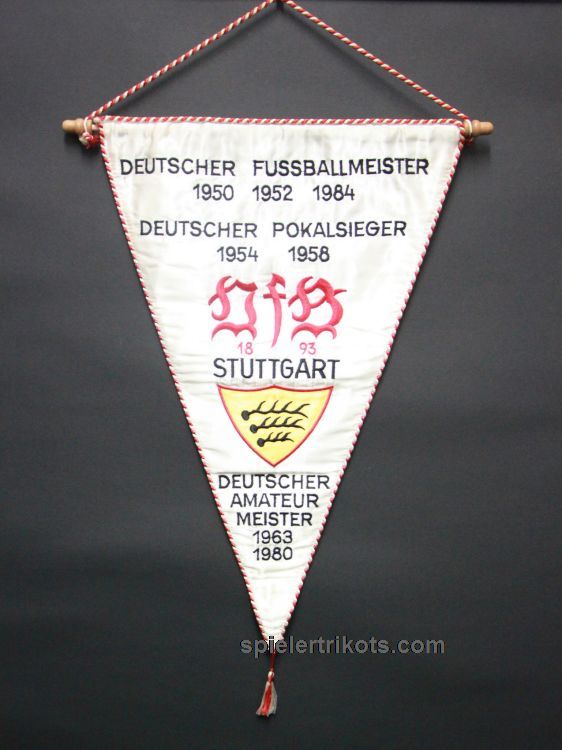 DEUTSCHER FUSSBALLMEISTER
1950 1952 1984
DEUTSCHER POKALSIEGER
1954 1958
VfB
18 93
STUTTGART
DEUTSCHER
AMATEUR
MEISTER
1963
1980
spielertrikots.com